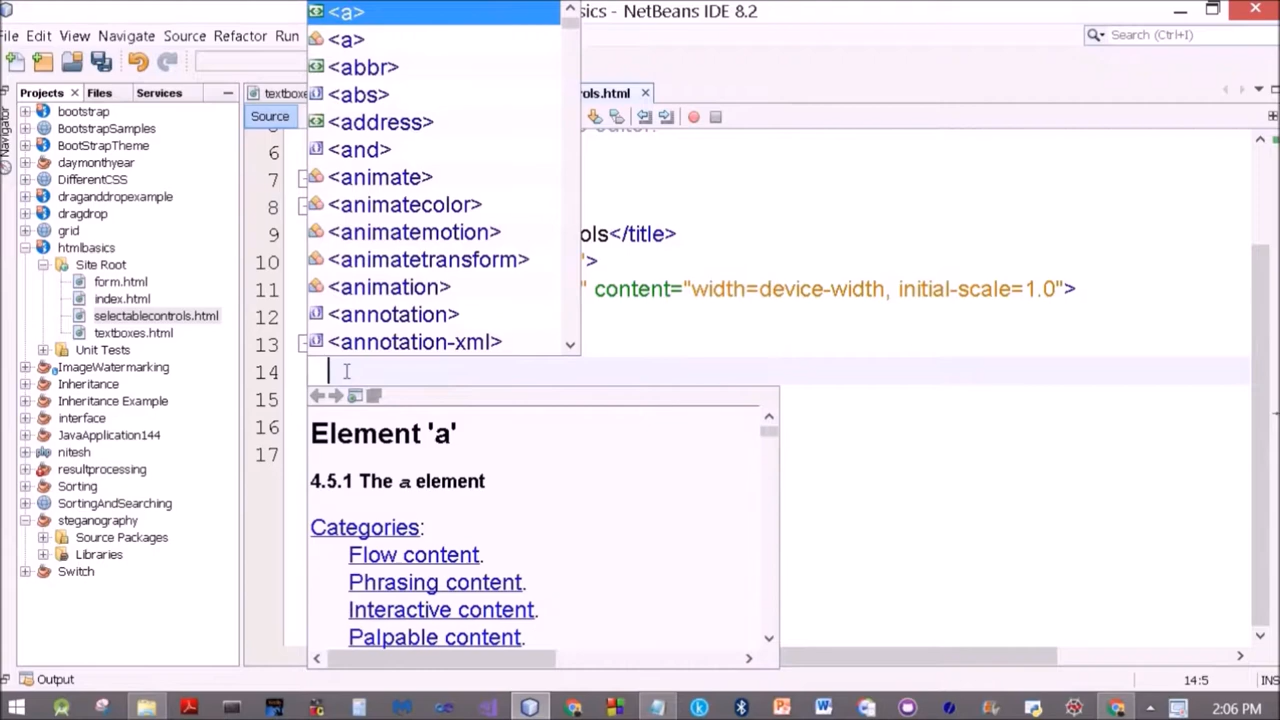 sics - NetBeans IDE 8.2
File Edit View Navigate Source Refactor Run
Search (Ctrl+I)
Projects Files Services
textboxe
ols.html
Source
Navigator
bootstrap
BootstrapSamples
BootStrapTheme
daymonthyear
DifferentCSS
draganddropexample
dragdrop
grid
htmlbasics
Site Root
form.html
index.html
selectablecontrols.html
textboxes.html
Unit Tests
ImageWatermarking
Inheritance
Inheritance Example
interface
JavaApplication144
nitesh
resultprocessing
Sorting
SortingAndSearching
steganography
Source Packages
Libraries
Switch
<a>
<a>
<abbr>
<abs>
<address>
<and>
<animate>
<animatecolor>
<animatemotion>
<animatetransform>
<animation>
<annotation>
<annotation-xml>
6
7
8
9 ols</title>
10 ">
11 " content="width=device-width, initial-scale=1.0">
12
13
14
15
16
17
Element 'a'
4.5.1 The a element
Categories:
Flow content.
Phrasing content.
Interactive content.
Palpable content.
Output
14:5
INS
2:06 PM